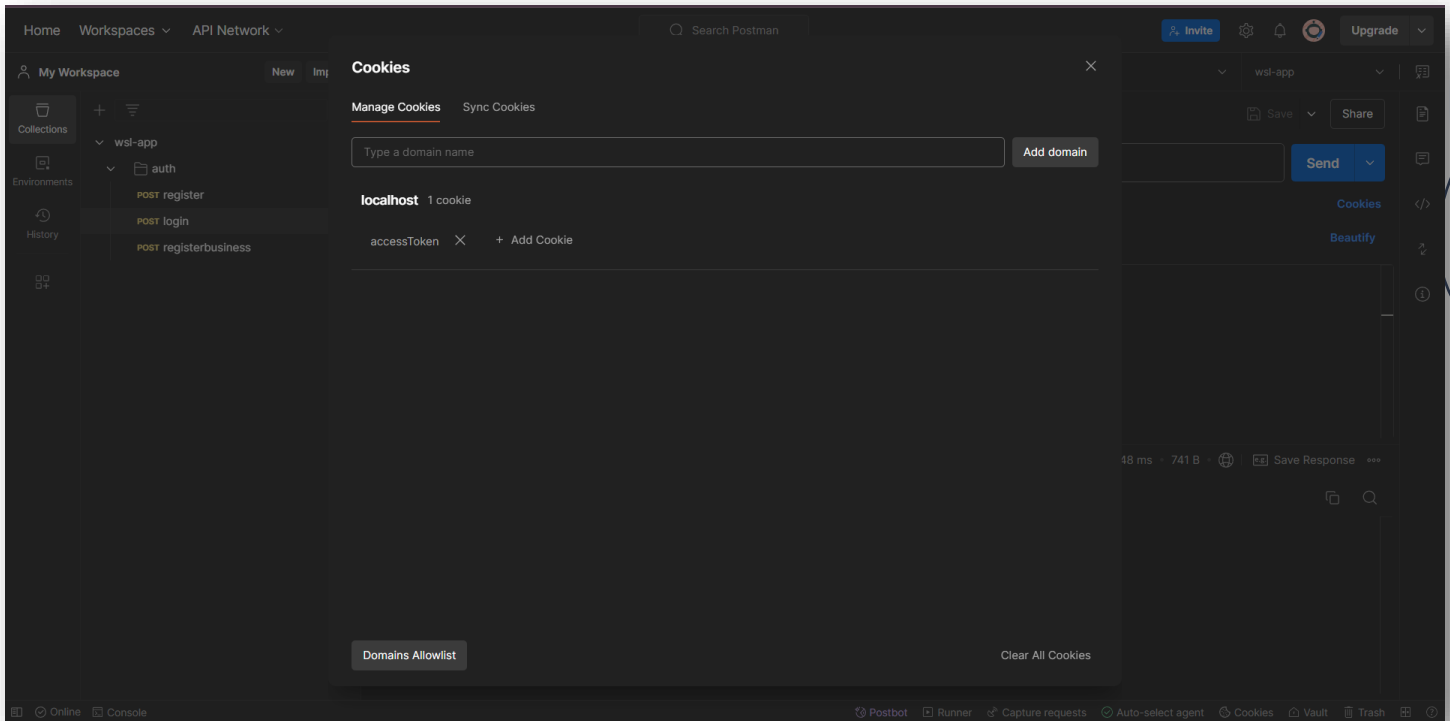 Home Workspaces API Network Search Postman Invite Upgrade
My Workspace New Imp wsl-app
Cookies
Manage Cookies Sync Cookies
Collections
Save Share
wsl-app
Type a domain name Add domain
auth
Send
Environments
POST register
localhost 1 cookie
Cookies
POST login
History
accessToken + Add Cookie
Beautify
POST registerbusiness
48 ms 741 B e.g. Save Response
Domains Allowlist Clear All Cookies
Online Console Postbot Runner Capture requests Auto-select agent Cookies Vault Trash